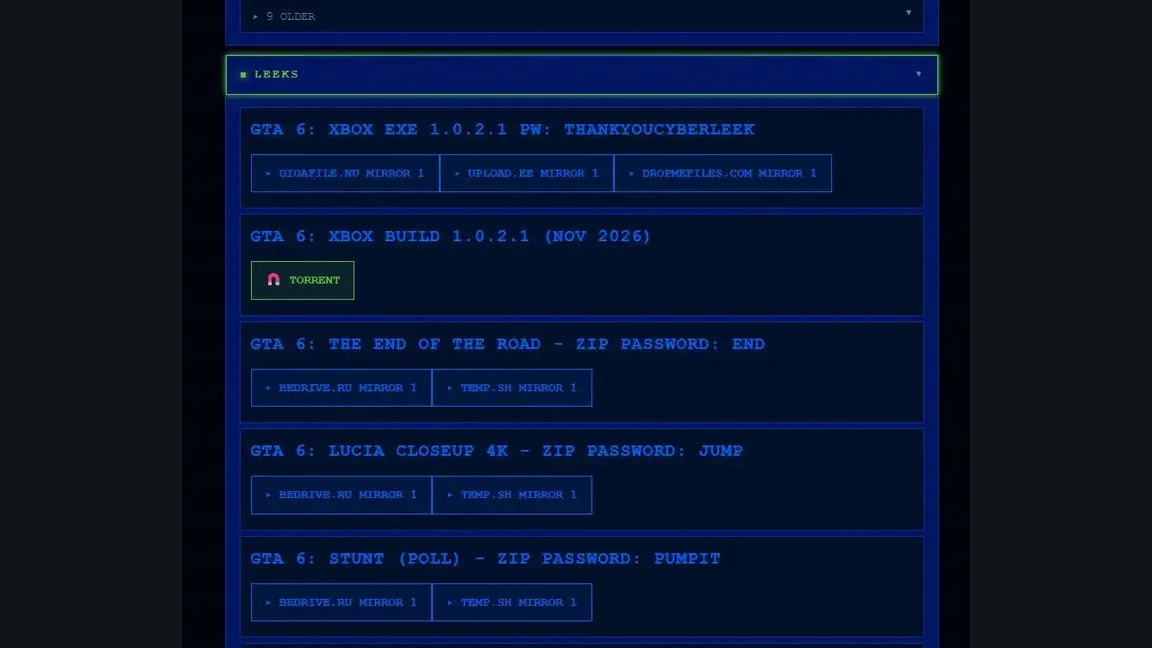 ▸ 9 OLDER ▼
■ LEEKS ▼
GTA 6: XBOX EXE 1.0.2.1 PW: THANKYOUCYBERLEEK
▸ GIGAFILE.NU MIRROR 1 ▸ UPLOAD.EE MIRROR 1 ▸ DROPMEFILES.COM MIRROR 1
GTA 6: XBOX BUILD 1.0.2.1 (NOV 2026)
🧲 TORRENT
GTA 6: THE END OF THE ROAD - ZIP PASSWORD: END
▸ BEDRIVE.RU MIRROR 1 ▸ TEMP.SH MIRROR 1
GTA 6: LUCIA CLOSEUP 4K - ZIP PASSWORD: JUMP
▸ BEDRIVE.RU MIRROR 1 ▸ TEMP.SH MIRROR 1
GTA 6: STUNT (POLL) - ZIP PASSWORD: PUMPIT
▸ BEDRIVE.RU MIRROR 1 ▸ TEMP.SH MIRROR 1